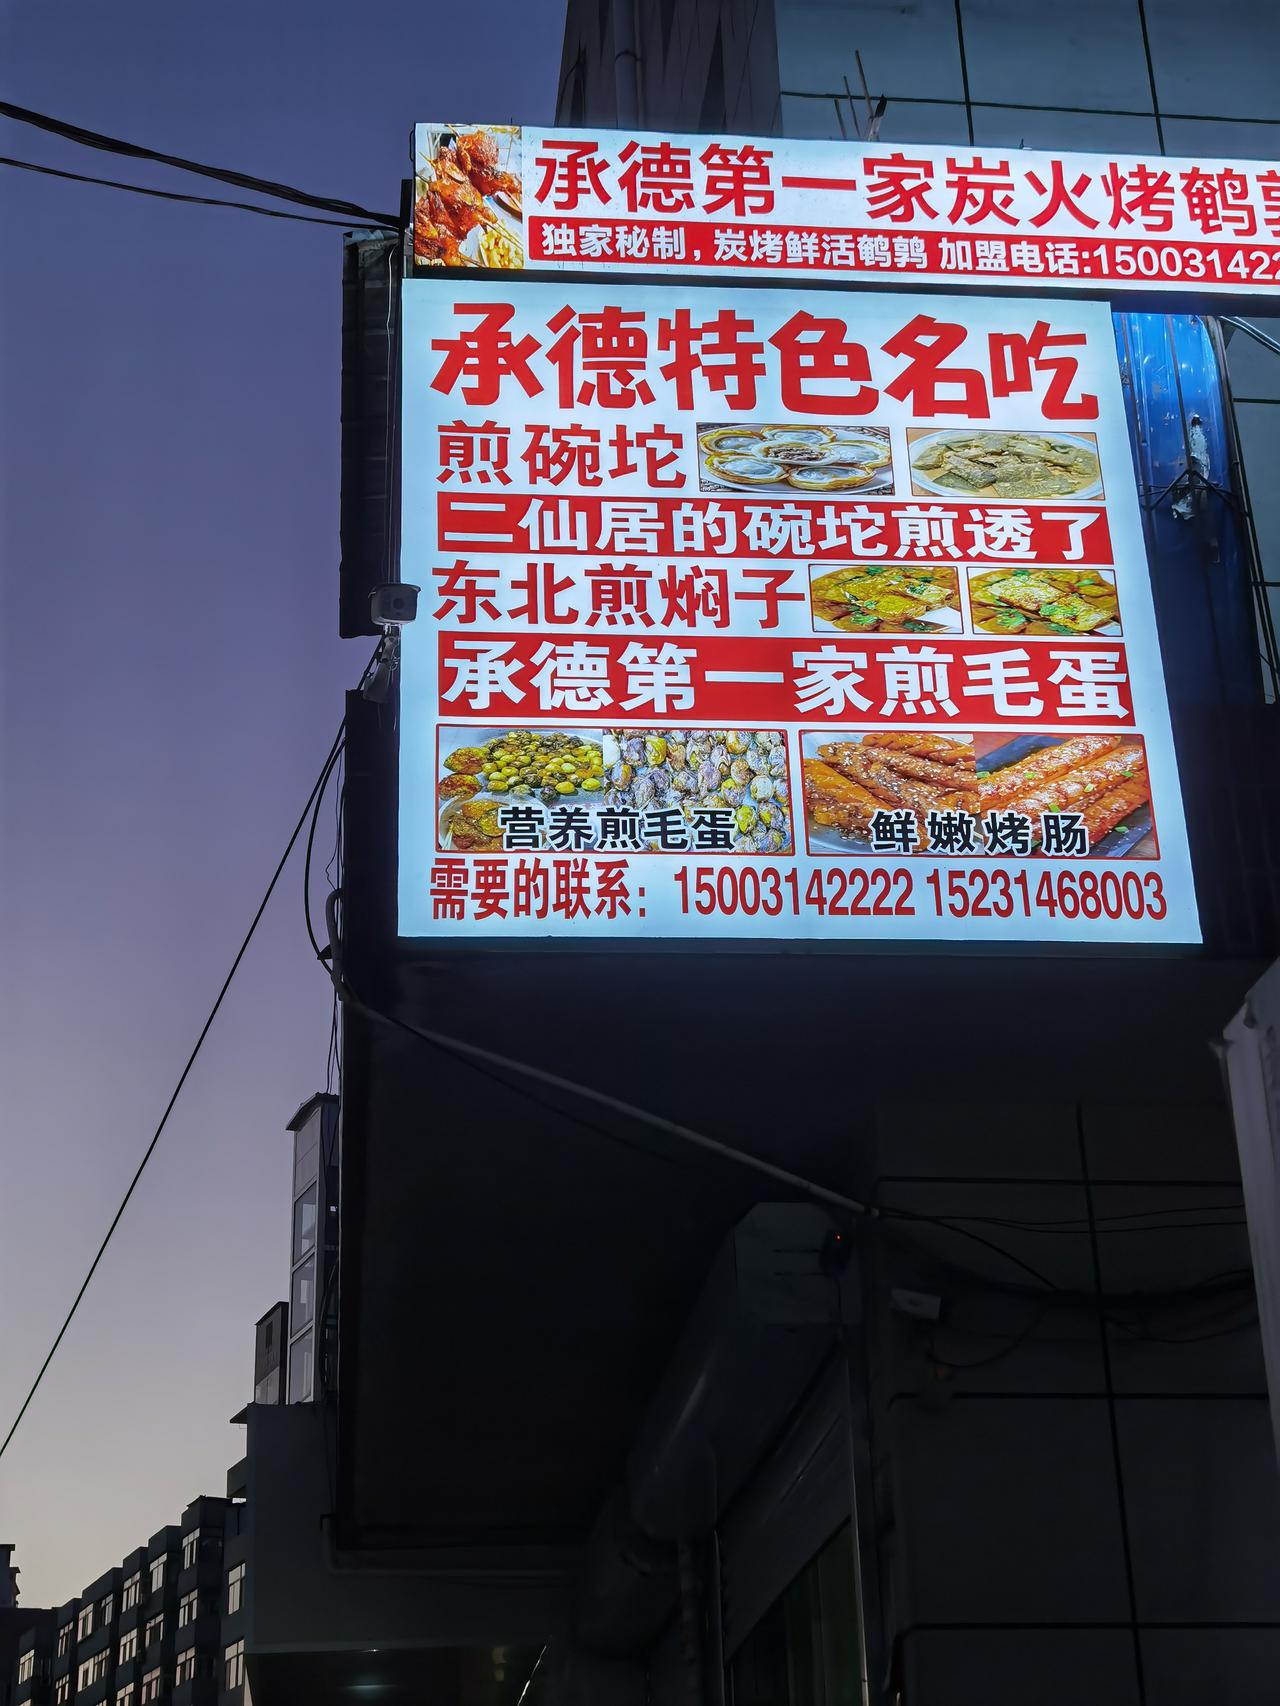 承德第一家炭火烤鹌鹑
独家秘制，炭烤鲜活鹌鹑 加盟电话:1500314222
承德特色名吃
煎碗坨
二仙居的碗坨煎透了
东北煎焖子
承德第一家煎毛蛋
营养煎毛蛋
鲜嫩烤肠
需要的联系：15003142222 15231468003